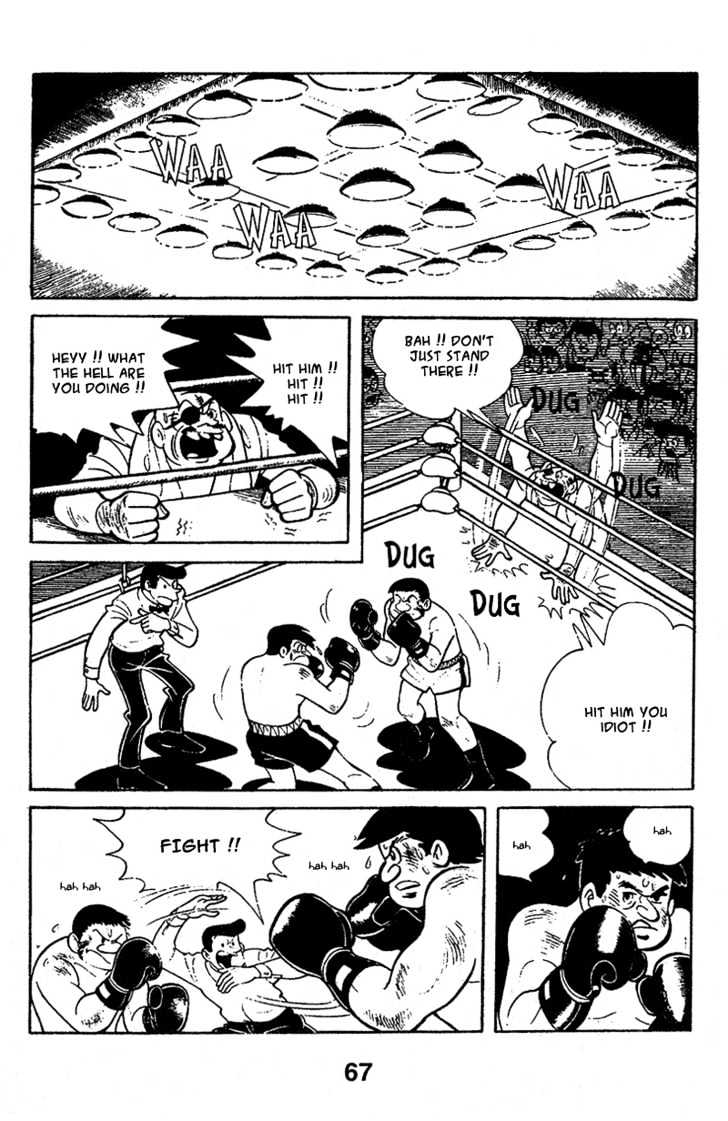 WAA
WAA
WAA
HEYY !! WHAT
THE HELL ARE
YOU DOING !!
HIT HIM !!
HIT !!
HIT !!
BAH !! DON'T
JUST STAND
THERE !!
DUG
DUG
DUG
DUG
HIT HIM YOU
IDIOT !!
FIGHT !!
hah hah
hah hah
hah
hah
67